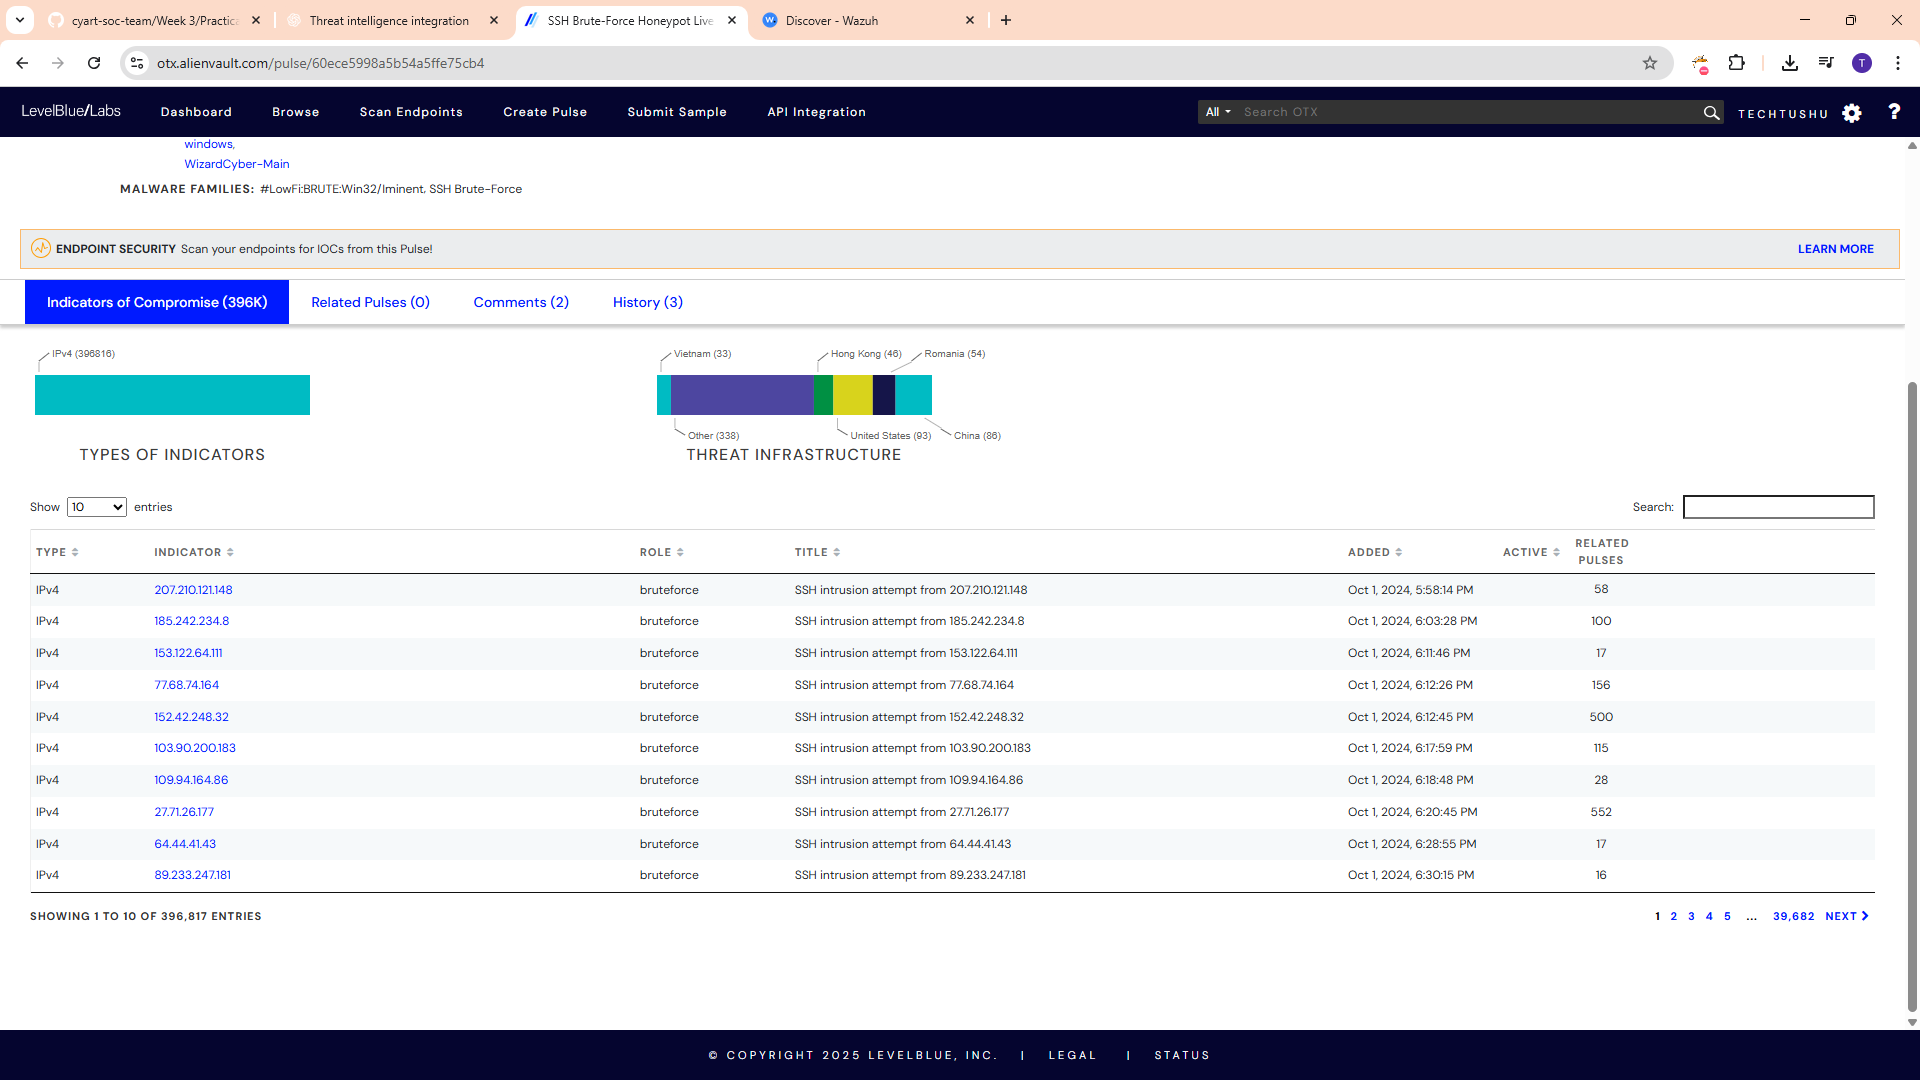 cyart-soc-team/Week 3/Practica
Threat intelligence integration
SSH Brute-Force Honeypot Live
Discover - Wazuh
otx.alienvault.com/pulse/60ece5998a5b54a5ffe75cb4
T
LevelBlue/Labs
Dashboard
Browse
Scan Endpoints
Create Pulse
Submit Sample
API Integration
All
Search OTX
TECHTUSHU
?
windows,
WizardCyber-Main
MALWARE FAMILIES: #LowFi:BRUTE:Win32/Iminent, SSH Brute-Force
ENDPOINT SECURITY Scan your endpoints for IOCs from this Pulse!
LEARN MORE
Indicators of Compromise (396K)
Related Pulses (0)
Comments (2)
History (3)
IPv4 (396816)
TYPES OF INDICATORS
Vietnam (33)
Hong Kong (46)
Romania (54)
Other (338)
United States (93)
China (86)
THREAT INFRASTRUCTURE
Show 10 entries
Search:
TYPE INDICATOR ROLE TITLE ADDED ACTIVE RELATED PULSES
IPv4 207.210.121.148 bruteforce SSH intrusion attempt from 207.210.121.148 Oct 1, 2024, 5:58:14 PM 58
IPv4 185.242.234.8 bruteforce SSH intrusion attempt from 185.242.234.8 Oct 1, 2024, 6:03:28 PM 100
IPv4 153.122.64.111 bruteforce SSH intrusion attempt from 153.122.64.111 Oct 1, 2024, 6:11:46 PM 17
IPv4 77.68.74.164 bruteforce SSH intrusion attempt from 77.68.74.164 Oct 1, 2024, 6:12:26 PM 156
IPv4 152.42.248.32 bruteforce SSH intrusion attempt from 152.42.248.32 Oct 1, 2024, 6:12:45 PM 500
IPv4 103.90.200.183 bruteforce SSH intrusion attempt from 103.90.200.183 Oct 1, 2024, 6:17:59 PM 115
IPv4 109.94.164.86 bruteforce SSH intrusion attempt from 109.94.164.86 Oct 1, 2024, 6:18:48 PM 28
IPv4 27.71.26.177 bruteforce SSH intrusion attempt from 27.71.26.177 Oct 1, 2024, 6:20:45 PM 552
IPv4 64.44.41.43 bruteforce SSH intrusion attempt from 64.44.41.43 Oct 1, 2024, 6:28:55 PM 17
IPv4 89.233.247.181 bruteforce SSH intrusion attempt from 89.233.247.181 Oct 1, 2024, 6:30:15 PM 16
SHOWING 1 TO 10 OF 396,817 ENTRIES
1 2 3 4 5 ... 39,682 NEXT
© COPYRIGHT 2025 LEVELBLUE, INC. | LEGAL | STATUS